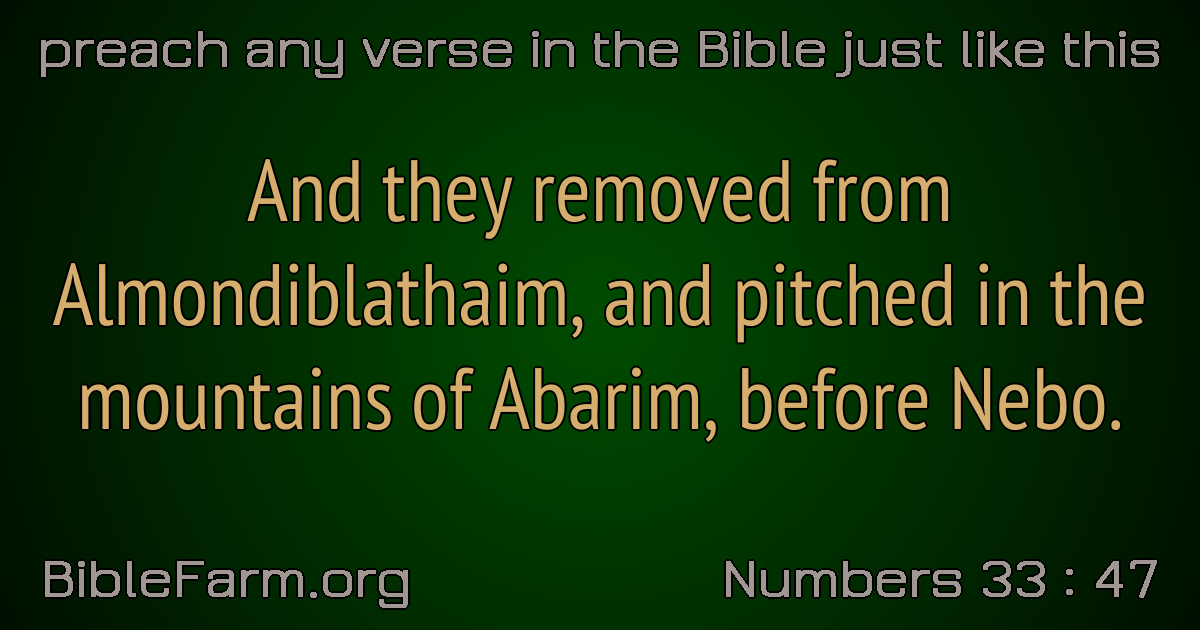 preach any verse in the Bible just like this
And they removed from
Almondiblathaim, and pitched in the
mountains of Abarim, before Nebo.
BibleFarm.org
Numbers 33 : 47